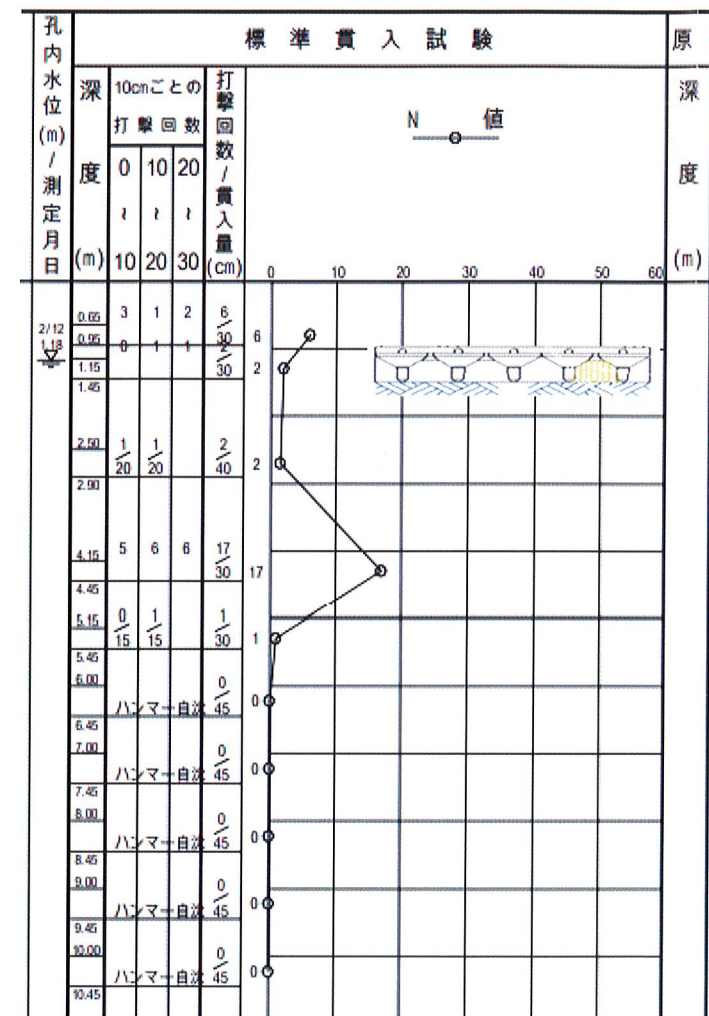 孔内水位(m)/測定月日
標準貫入試験
原
深度(m)
10cmごとの打撃回数
0~10
10~20
20~30
打撃回数/貫入量(cm)
N値
深度(m)
0 10 20 30 40 50 60
2/12
1.18
0.65 3 1 2 6/30 6
0.95 0 1 1 2/30 2
1.15
1.45
2.50 1/20 1/20 2/40 2
2.90
4.15 5 6 6 17/30 17
4.45
5.15 0/15 1/15 1/30 1
5.45
6.00 ハンマー自沈 0/45 0
6.45
7.00 ハンマー自沈 0/45 0
7.45
8.00 ハンマー自沈 0/45 0
8.45
9.00 ハンマー自沈 0/45 0
9.45
10.00 ハンマー自沈 0/45 0
10.45